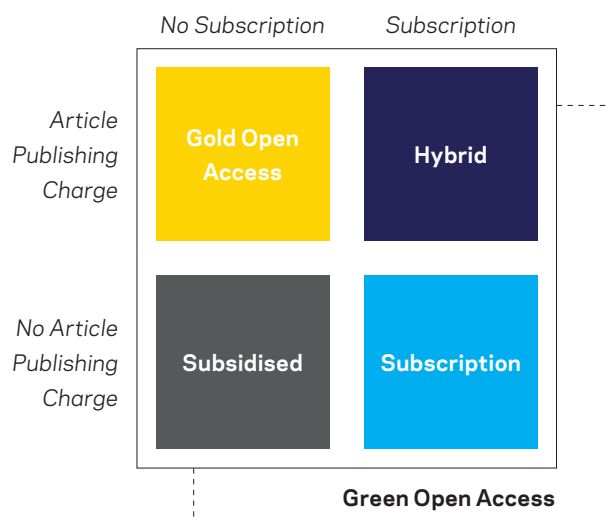 No Subscription
Subscription
Article
Publishing
Charge
Gold Open
Access
Hybrid
No Article
Publishing
Charge
Subsidised
Subscription
Green Open Access